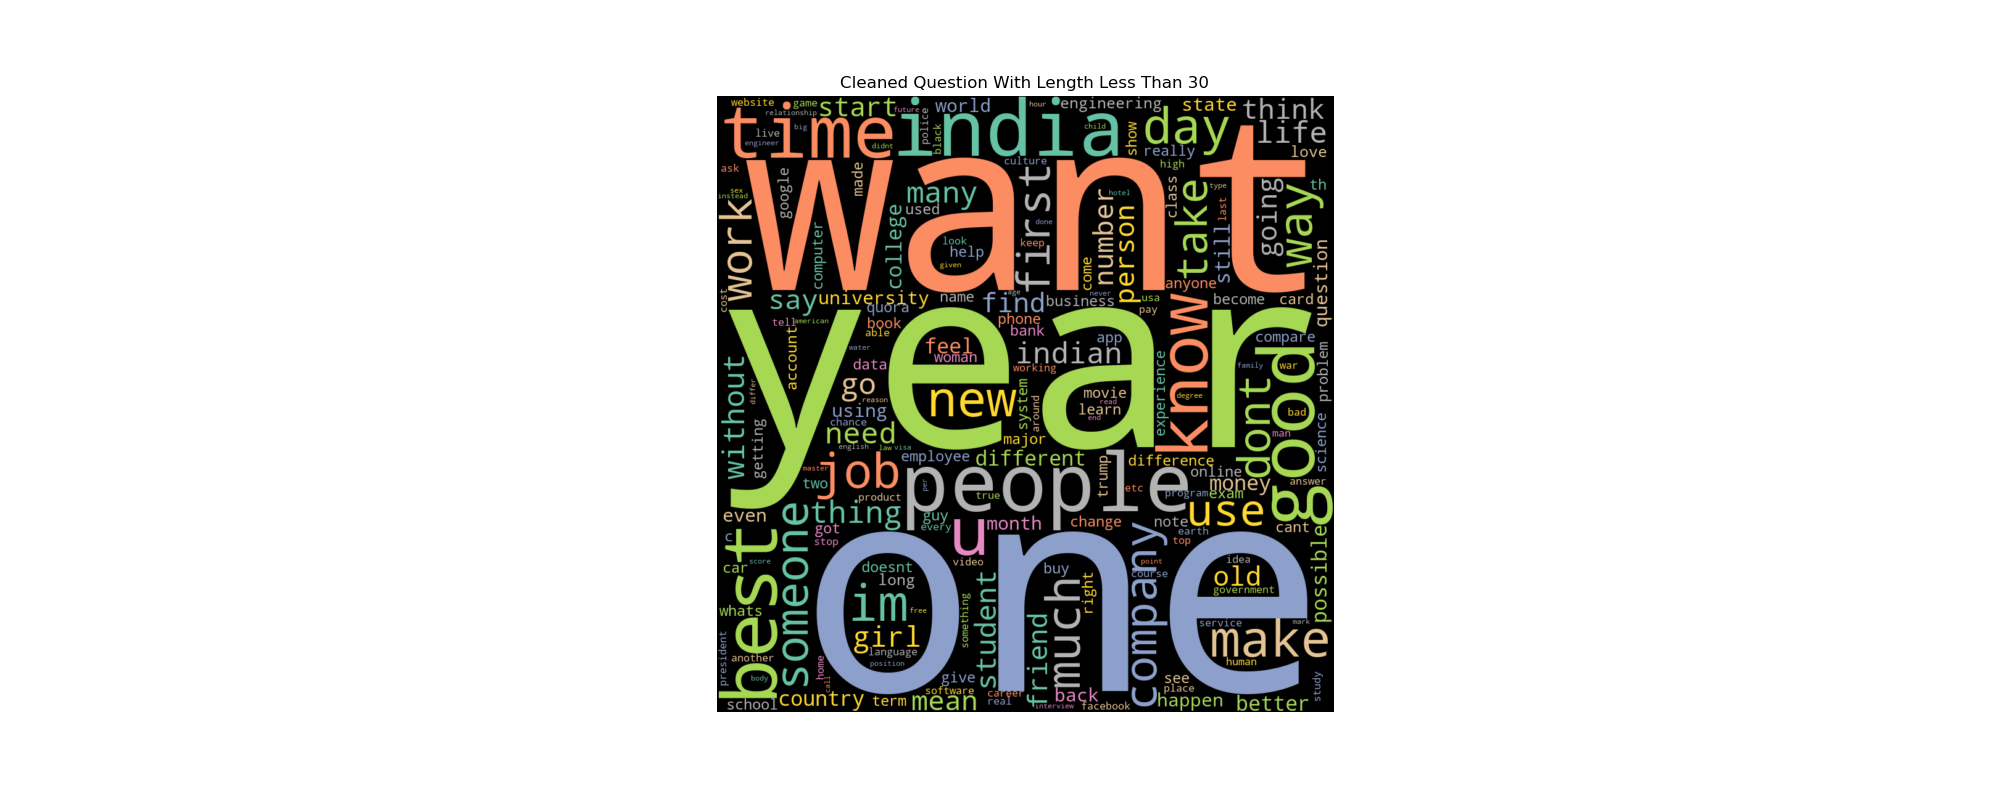 Cleaned Question With Length Less Than 30
website
game
start
future
world
hour
engineering
state
think
relationship
time
india
day
life
live
big
engineer
didnt
police
black
child
show
really
love
ask
want
made
google
culture
high
sex
instead
work
many
used
college
computer
first
number
hotel
person
class
take
type
last
still
going
way
th
look
help
given
done
keep
come
question
cost
say
university
name
quora
find
age
business
never
usa
pay
anyone
become
card
tell
american
book
able
phone
bank
app
know
compare
year
account
water
feel
woman
data
indian
working
experience
family
war
good
problem
without
differ
go
reason
new
system
around
movie
learn
read
end
degree
dont
bad
man
using
chance
need
getting
english
law
visa
major
science
job
master
employee
different
people
trump
difference
online
money
answer
two
product
per
true
etc
program
exam
use
even
thing
guy
every
u
month
change
note
earth
cant
got
stop
c
best
someone
video
one
company
top
possible
car
score
doesnt
long
buy
point
course
idea
old
government
whats
im
free
girl
language
position
something
student
friend
much
right
service
mark
make
human
president
another
body
home
call
give
software
career
real
see
place
study
school
country
term
mean
interview
back
facebook
happen
better